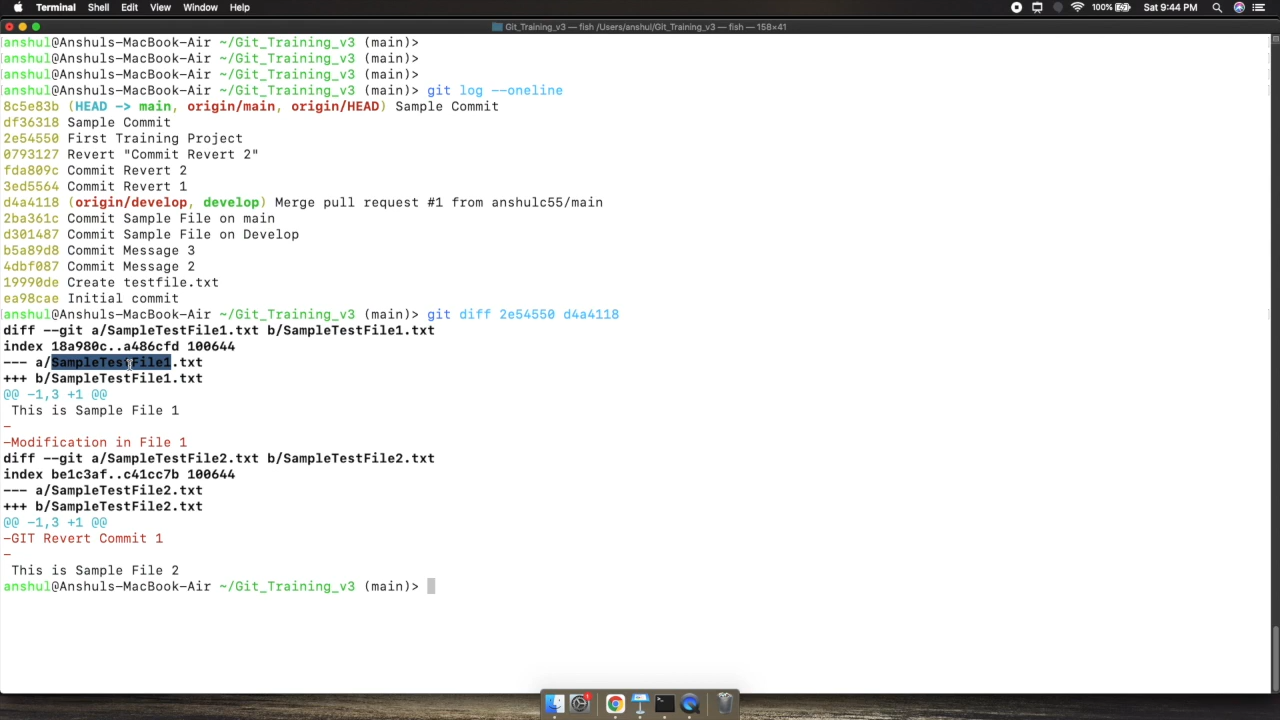 Terminal Shell Edit View Window Help 100% Sat 9:44 PM
Git_Training_v3 — fish /Users/anshul/Git_Training_v3 — fish — 158×41
anshul@Anshuls-MacBook-Air ~/Git_Training_v3 (main)>
anshul@Anshuls-MacBook-Air ~/Git_Training_v3 (main)>
anshul@Anshuls-MacBook-Air ~/Git_Training_v3 (main)>
anshul@Anshuls-MacBook-Air ~/Git_Training_v3 (main)> git log --oneline
8c5e83b (HEAD -> main, origin/main, origin/HEAD) Sample Commit
df36318 Sample Commit
2e54550 First Training Project
0793127 Revert "Commit Revert 2"
fda809c Commit Revert 2
3ed5564 Commit Revert 1
d4a4118 (origin/develop, develop) Merge pull request #1 from anshulc55/main
2ba361c Commit Sample File on main
d301487 Commit Sample File on Develop
b5a89d8 Commit Message 3
4dbf087 Commit Message 2
19990de Create testfile.txt
ea98cae Initial commit
anshul@Anshuls-MacBook-Air ~/Git_Training_v3 (main)> git diff 2e54550 d4a4118
diff --git a/SampleTestFile1.txt b/SampleTestFile1.txt
index 18a980c..a486cfd 100644
--- a/SampleTestFile1.txt
+++ b/SampleTestFile1.txt
@@ -1,3 +1 @@
 This is Sample File 1
-
-Modification in File 1
diff --git a/SampleTestFile2.txt b/SampleTestFile2.txt
index be1c3af..c41cc7b 100644
--- a/SampleTestFile2.txt
+++ b/SampleTestFile2.txt
@@ -1,3 +1 @@
-GIT Revert Commit 1
-
 This is Sample File 2
anshul@Anshuls-MacBook-Air ~/Git_Training_v3 (main)>